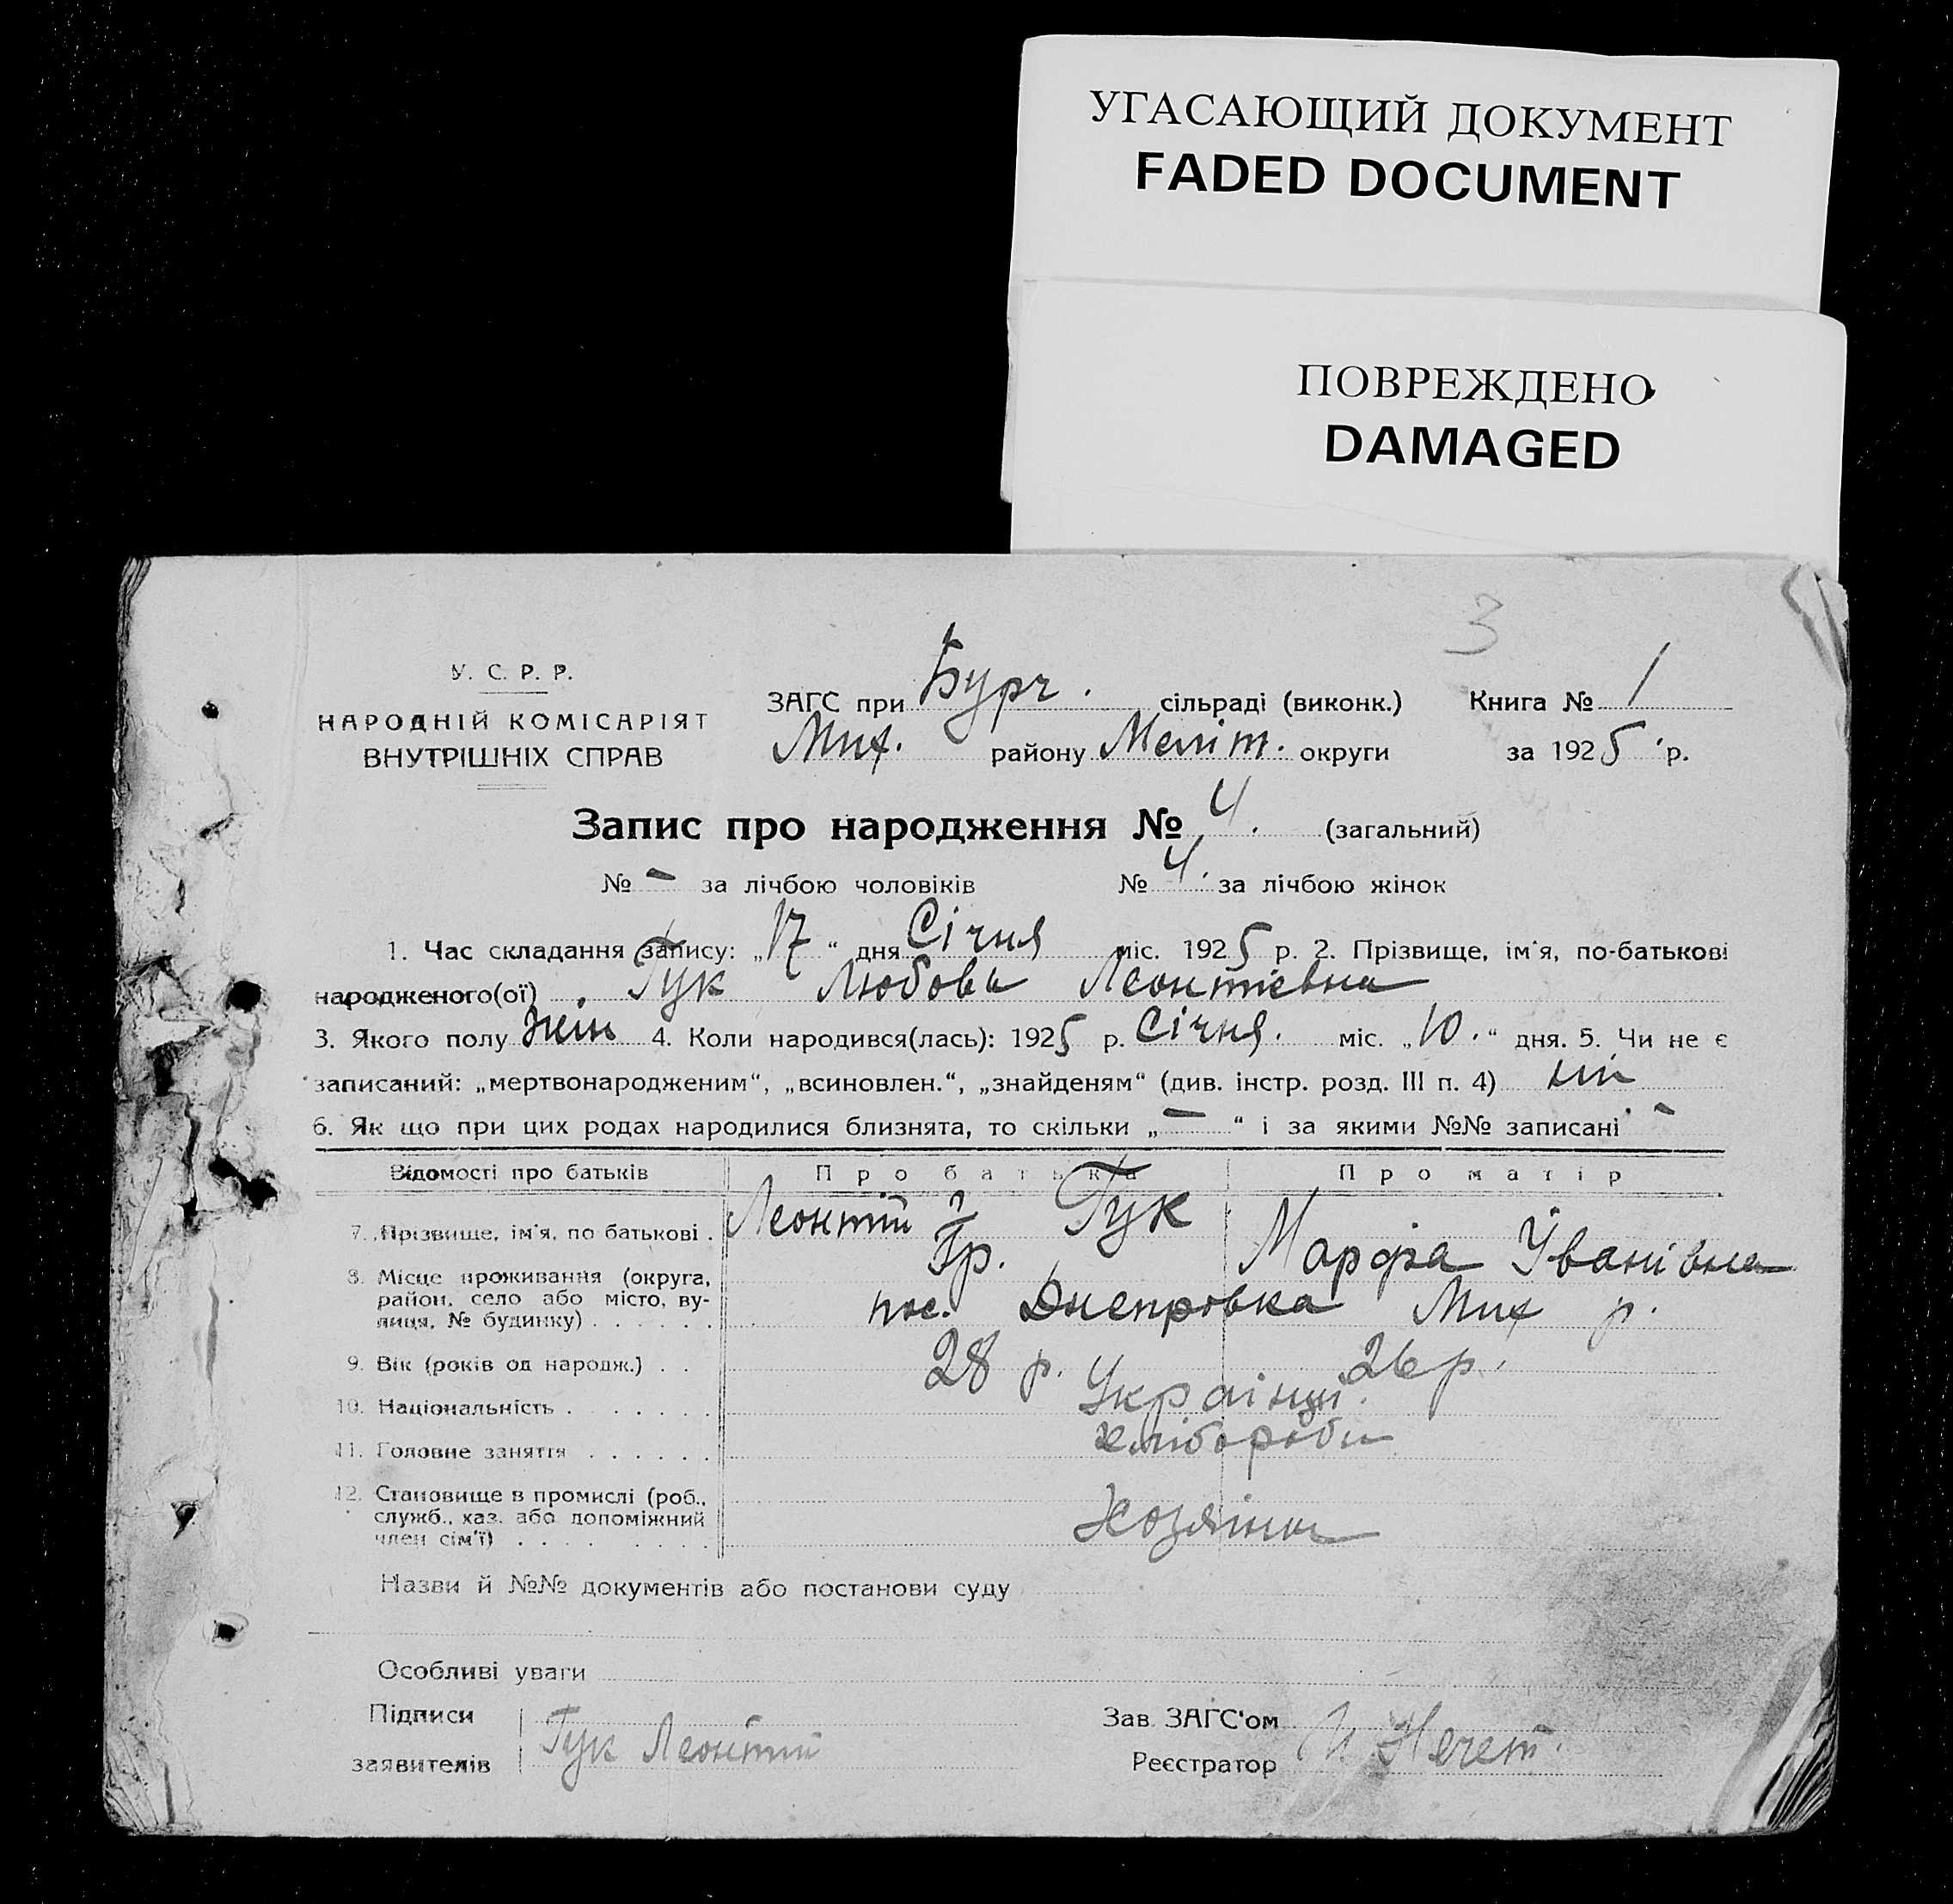 УГАСАЮЩИЙ ДОКУМЕНТ
FADED DOCUMENT
ПОВРЕЖДЕНО
DAMAGED
3
У. С. Р. Р.
НАРОДНІЙ КОМІСАРІЯТ
ВНУТРІШНІХ СПРАВ
ЗАГС при Бурч. сільраді (виконк.) Книга № 1
Мих. району Меліт. округи за 1925 р.
Запис про народження № 4. (загальний)
№ – за лічбою чоловіків № 4. за лічбою жінок
1. Час складання запису: „17“ дня Січня міс. 1925 р. 2. Прізвище, ім'я, по-батькові
народженого(ої) Гук Любовь Леонтієвна
3. Якого полу Жін 4. Коли народився(лась): 1925 р. Січня. міс. „10.“ дня. 5. Чи не є
записаний: „мертвонародженим“, „всиновлен.“, „знайденям“ (див. інстр. розд. III п. 4) ні
6. Як що при цих родах народилися близнята, то скільки „–“ і за якими №№ записані –
Відомості про батьків Про батька Про матір
7. Прізвище, ім'я, по батькові . Леонтій Гр. Гук Марфа Іванівна
8. Місце проживання (округа,
район, село або місто, ву-
лиця, № будинку) . . . . . . пос. Днепровка Мих р.
9. Вік (років од народж.) . . 28 р. 26 р.
10. Національність . . . . . . . Українці
11. Головне заняття . . . . . . хлібороби
12. Становище в промислі (роб.,
служб., хаз. або допоміжний
член сім'ї) . . . . . . . . Хозяіни
Назви й №№ документів або постанови суду
Особливі уваги
Підписи
заявителів Гук Леонтій
Зав. ЗАГС'ом
Реєстратор